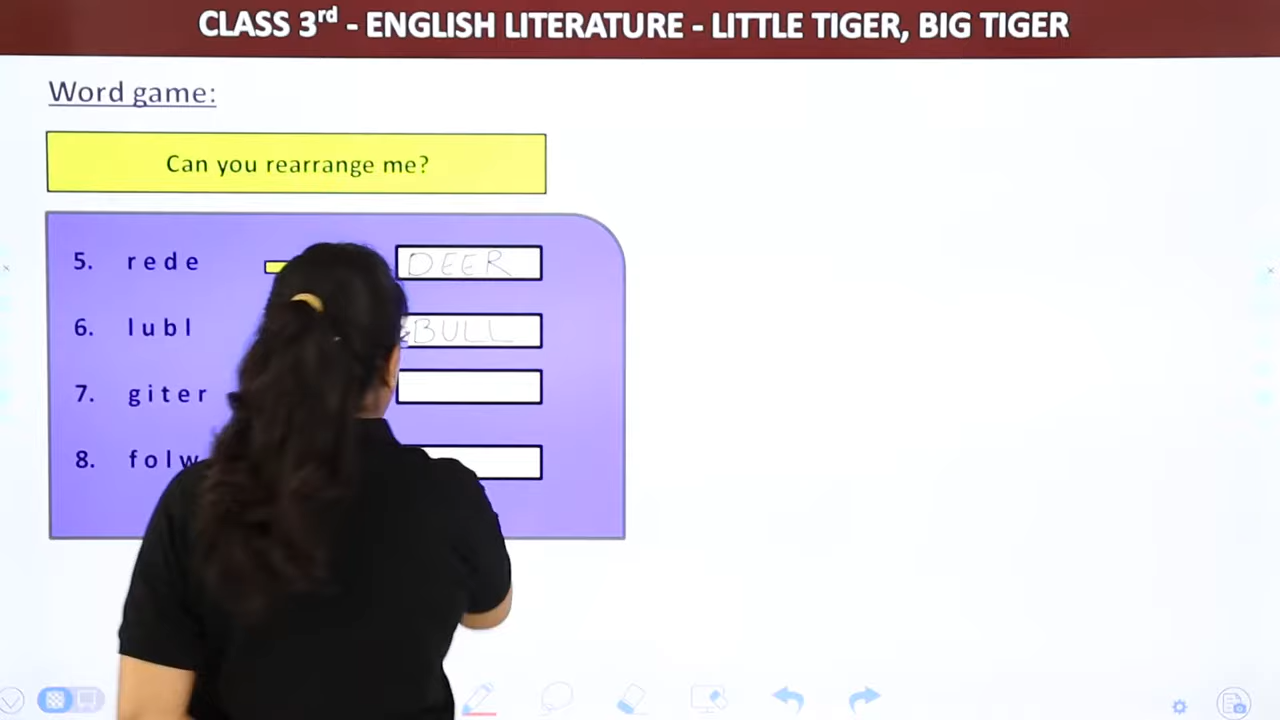 CLASS 3rd - ENGLISH LITERATURE - LITTLE TIGER, BIG TIGER
Word game:
Can you rearrange me?
5. rede DEER
6. lubl BULL
7. giter
8. folw